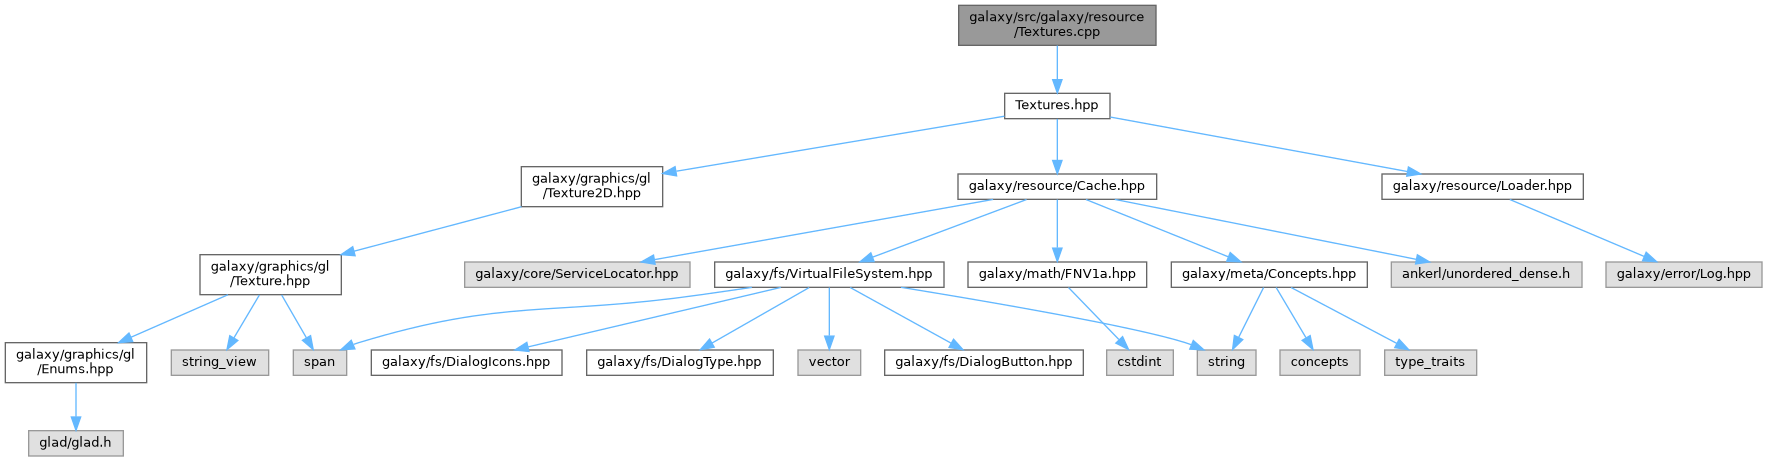 galaxy/src/galaxy/resource
/Textures.cpp
Textures.hpp
galaxy/graphics/gl
/Texture2D.hpp
galaxy/resource/Cache.hpp
galaxy/resource/Loader.hpp
galaxy/graphics/gl
/Texture.hpp
galaxy/core/ServiceLocator.hpp
galaxy/fs/VirtualFileSystem.hpp
galaxy/math/FNV1a.hpp
galaxy/meta/Concepts.hpp
ankerl/unordered_dense.h
galaxy/error/Log.hpp
galaxy/graphics/gl
/Enums.hpp
string_view
span
galaxy/fs/DialogIcons.hpp
galaxy/fs/DialogType.hpp
vector
galaxy/fs/DialogButton.hpp
cstdint
string
concepts
type_traits
glad/glad.h